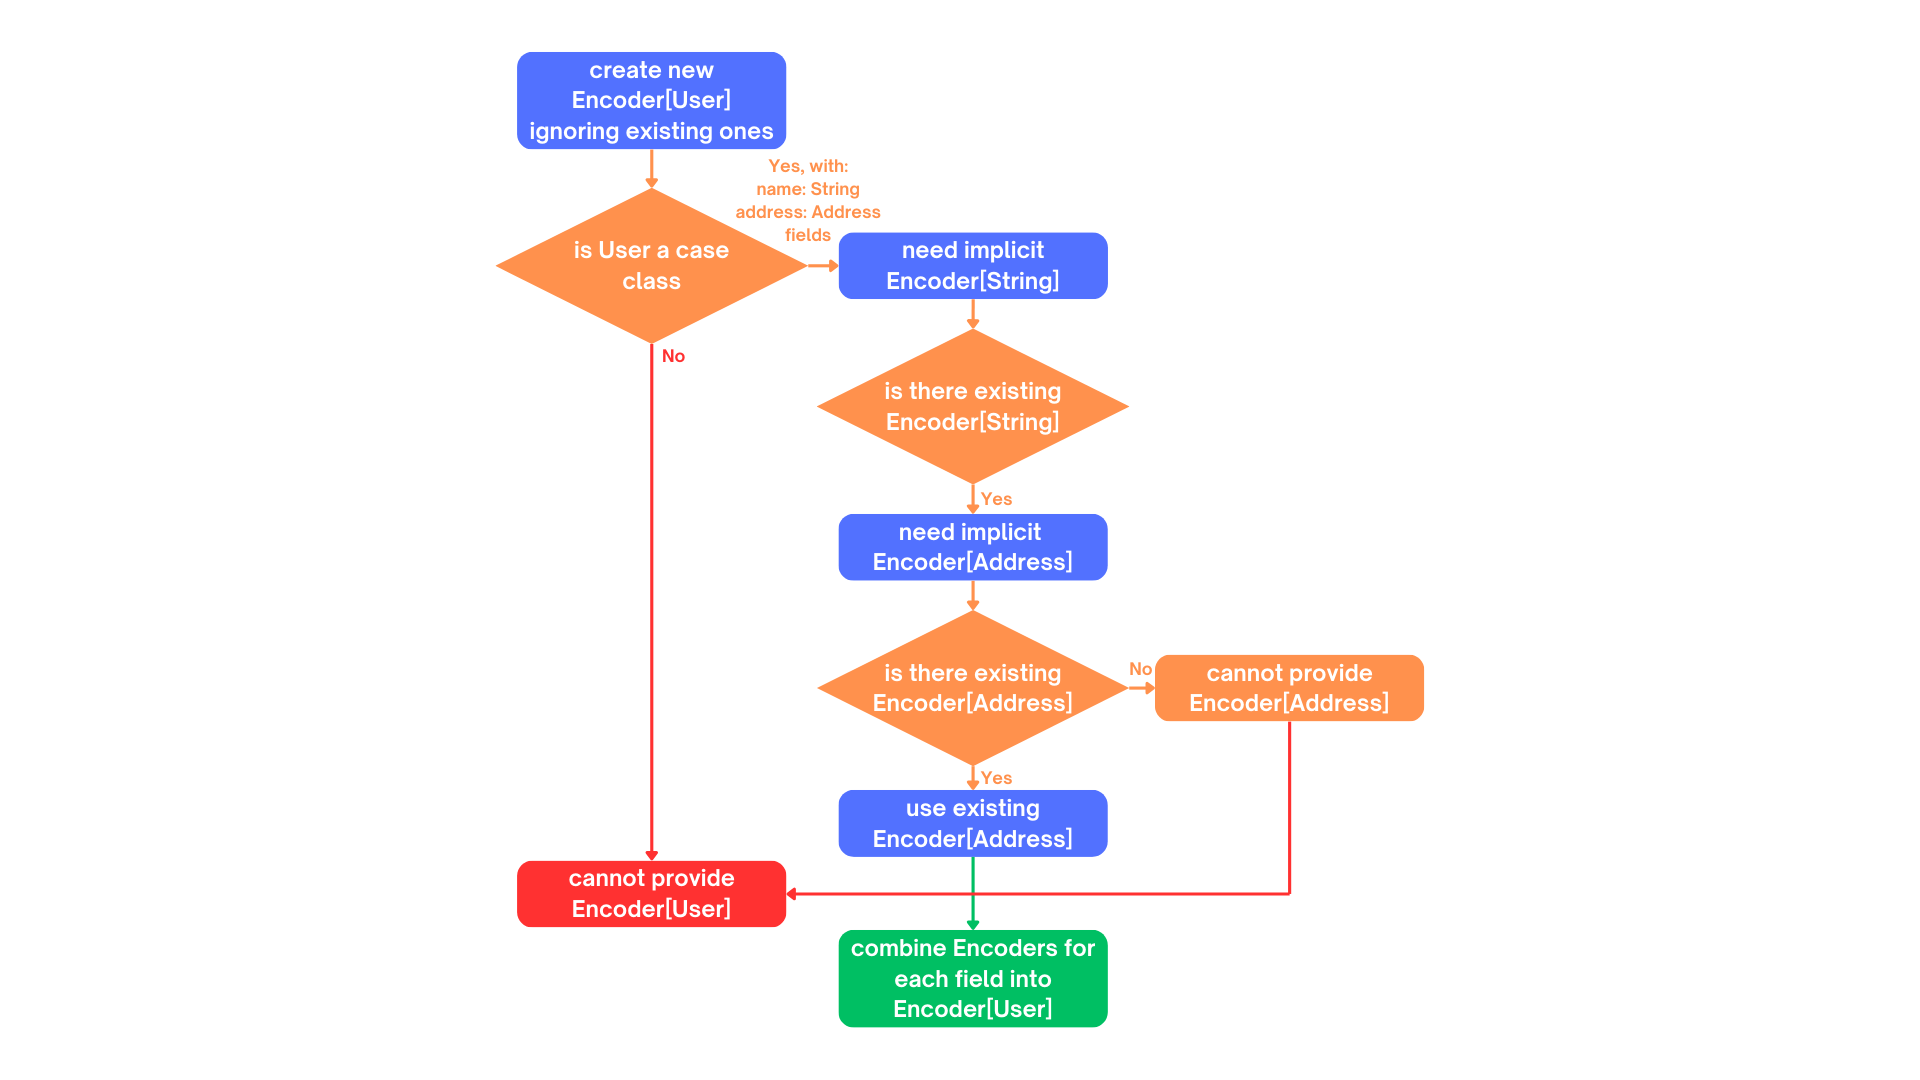 create new
Encoder[User]
ignoring existing ones
Yes, with:
name: String
address: Address
fields
is User a case
class
need implicit
Encoder[String]
No
is there existing
Encoder[String]
Yes
need implicit
Encoder[Address]
is there existing
Encoder[Address]
No
cannot provide
Encoder[Address]
Yes
use existing
Encoder[Address]
cannot provide
Encoder[User]
combine Encoders for
each field into
Encoder[User]